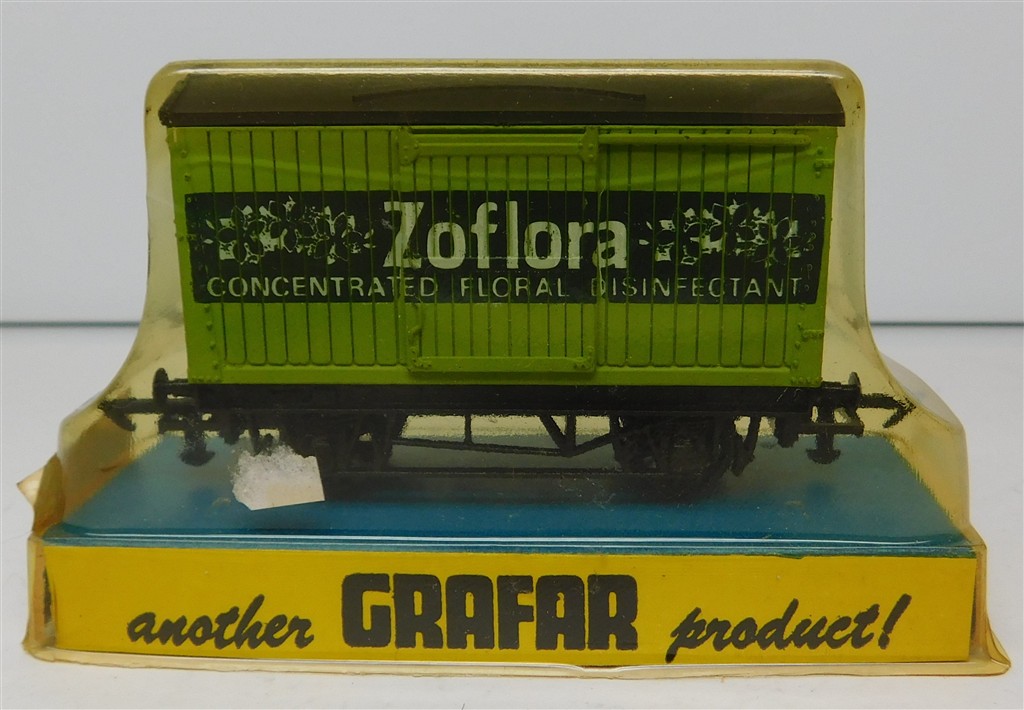 Zoflora
CONCENTRATED FLORAL DISINFECTANT
another GRAFAR product!